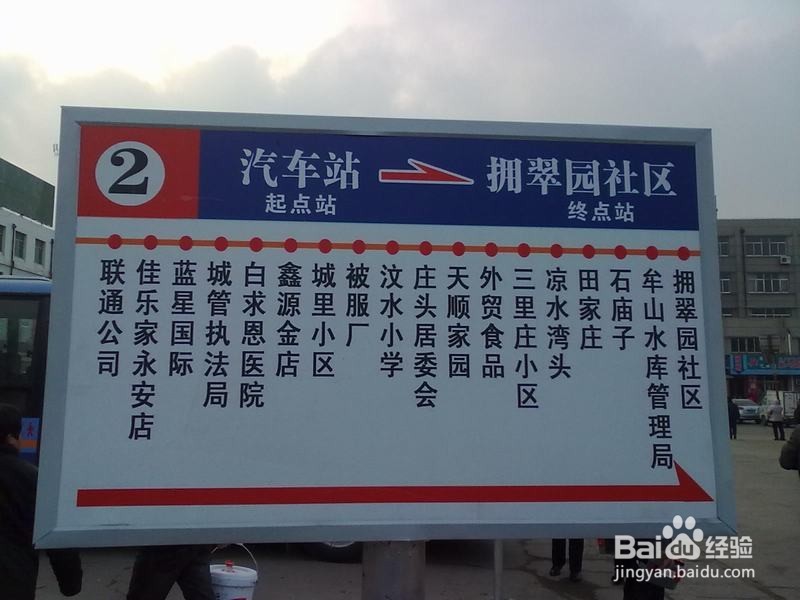 2
汽车站
拥翠园社区
起点站
终点站
联通公司
佳乐家永安店
蓝星国际
城管执法局
白求恩医院
鑫源金店
城里小区
被服厂
汶水小学
庄头居委会
天顺家园
外贸食品
三里庄小区
凉水湾头
田家庄
石庙子
牟山水库管理局
拥翠园社区
Bai 经验
jingyan.baidu.com